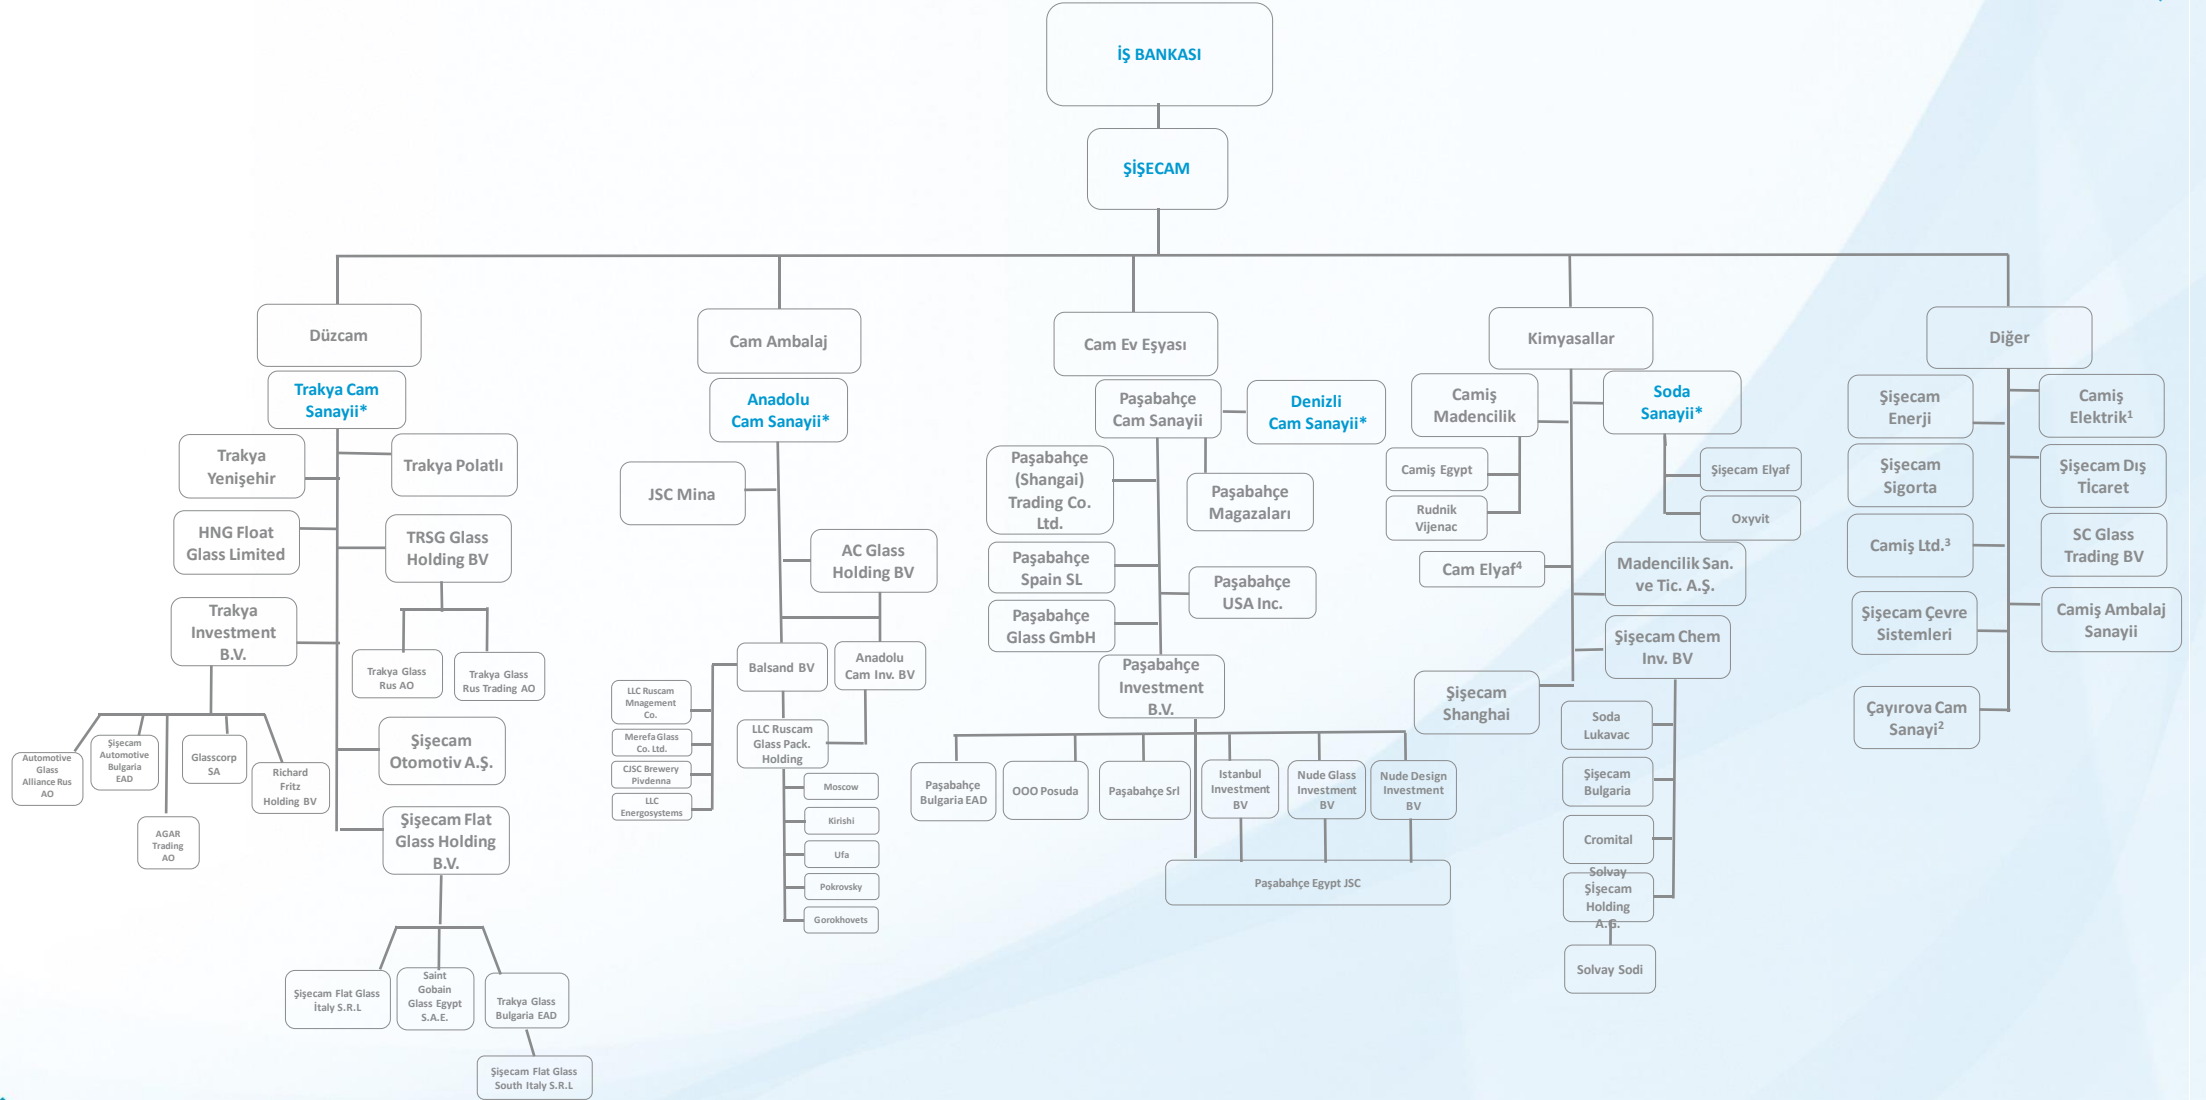 İŞ BANKASI
ŞİŞECAM
Düzcam
Trakya Cam
Sanayii*
Trakya
Yenişehir
Trakya Polatlı
HNG Float
Glass Limited
TRSG Glass
Holding BV
Trakya
Investment
B.V.
Trakya Glass
Rus AO
Trakya Glass
Rus Trading AO
Automotive
Glass
Alliance Rus
AO
Şişecam
Automotive
Bulgaria
EAD
Glasscorp
SA
Richard
Fritz
Holding BV
AGAR
Trading
AO
Şişecam
Otomotiv A.Ş.
Şişecam Flat
Glass Holding
B.V.
Şişecam Flat Glass
İtaly S.R.L
Saint
Gobain
Glass Egypt
S.A.E.
Trakya Glass
Bulgaria EAD
Şişecam Flat Glass
South Italy S.R.L
Cam Ambalaj
Anadolu
Cam Sanayii*
JSC Mina
AC Glass
Holding BV
Balsand BV
Anadolu
Cam Inv. BV
LLC Ruscam
Mnagement
Co.
Merefa Glass
Co. Ltd.
CJSC Brewery
Pivdenna
LLC
Energosystems
LLC Ruscam
Glass Pack.
Holding
Moscow
Kirishi
Ufa
Pokrovsky
Gorokhovets
Cam Ev Eşyası
Paşabahçe
Cam Sanayii
Denizli
Cam Sanayii*
Paşabahçe
(Shangai)
Trading Co.
Ltd.
Paşabahçe
Magazaları
Paşabahçe
Spain SL
Paşabahçe
USA Inc.
Paşabahçe
Glass GmbH
Paşabahçe
Investment
B.V.
Paşabahçe
Bulgaria EAD
OOO Posuda
Paşabahçe Srl
Istanbul
Investment
BV
Nude Glass
Investment
BV
Nude Design
Investment
BV
Paşabahçe Egypt JSC
Kimyasallar
Camiş
Madencilik
Soda
Sanayii*
Camiş Egypt
Rudnik
Vijenac
Şişecam Elyaf
Oxyvit
Cam Elyaf⁴
Madencilik San.
ve Tic. A.Ş.
Şişecam Chem
Inv. BV
Şişecam
Shanghai
Soda
Lukavac
Şişecam
Bulgaria
Cromital
Solvay
Şişecam
Holding
A.G.
Solvay Sodi
Diğer
Şişecam
Enerji
Camiş
Elektrik¹
Şişecam
Sigorta
Şişecam Dış
Tİcaret
Camiş Ltd.³
SC Glass
Trading BV
Şişecam Çevre
Sistemleri
Camiş Ambalaj
Sanayii
Çayırova Cam
Sanayi²